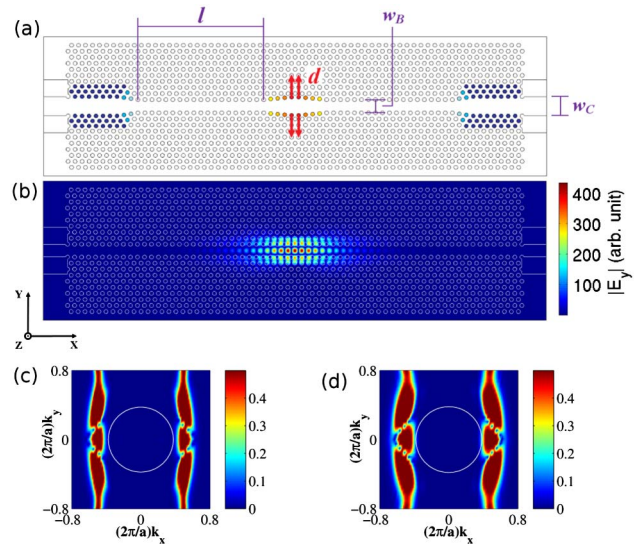 (a)
l
w_B
d
w_C
(b)
400
300
200
100
|E_y| (arb. unit)
Y
Z
X
(c)
0.8
0
−0.8
(2π/a)k_y
−0.8
0
0.8
(2π/a)k_x
0.4
0.3
0.2
0.1
0
(d)
0.8
0
−0.8
(2π/a)k_y
−0.8
0
0.8
(2π/a)k_x
0.4
0.3
0.2
0.1
0